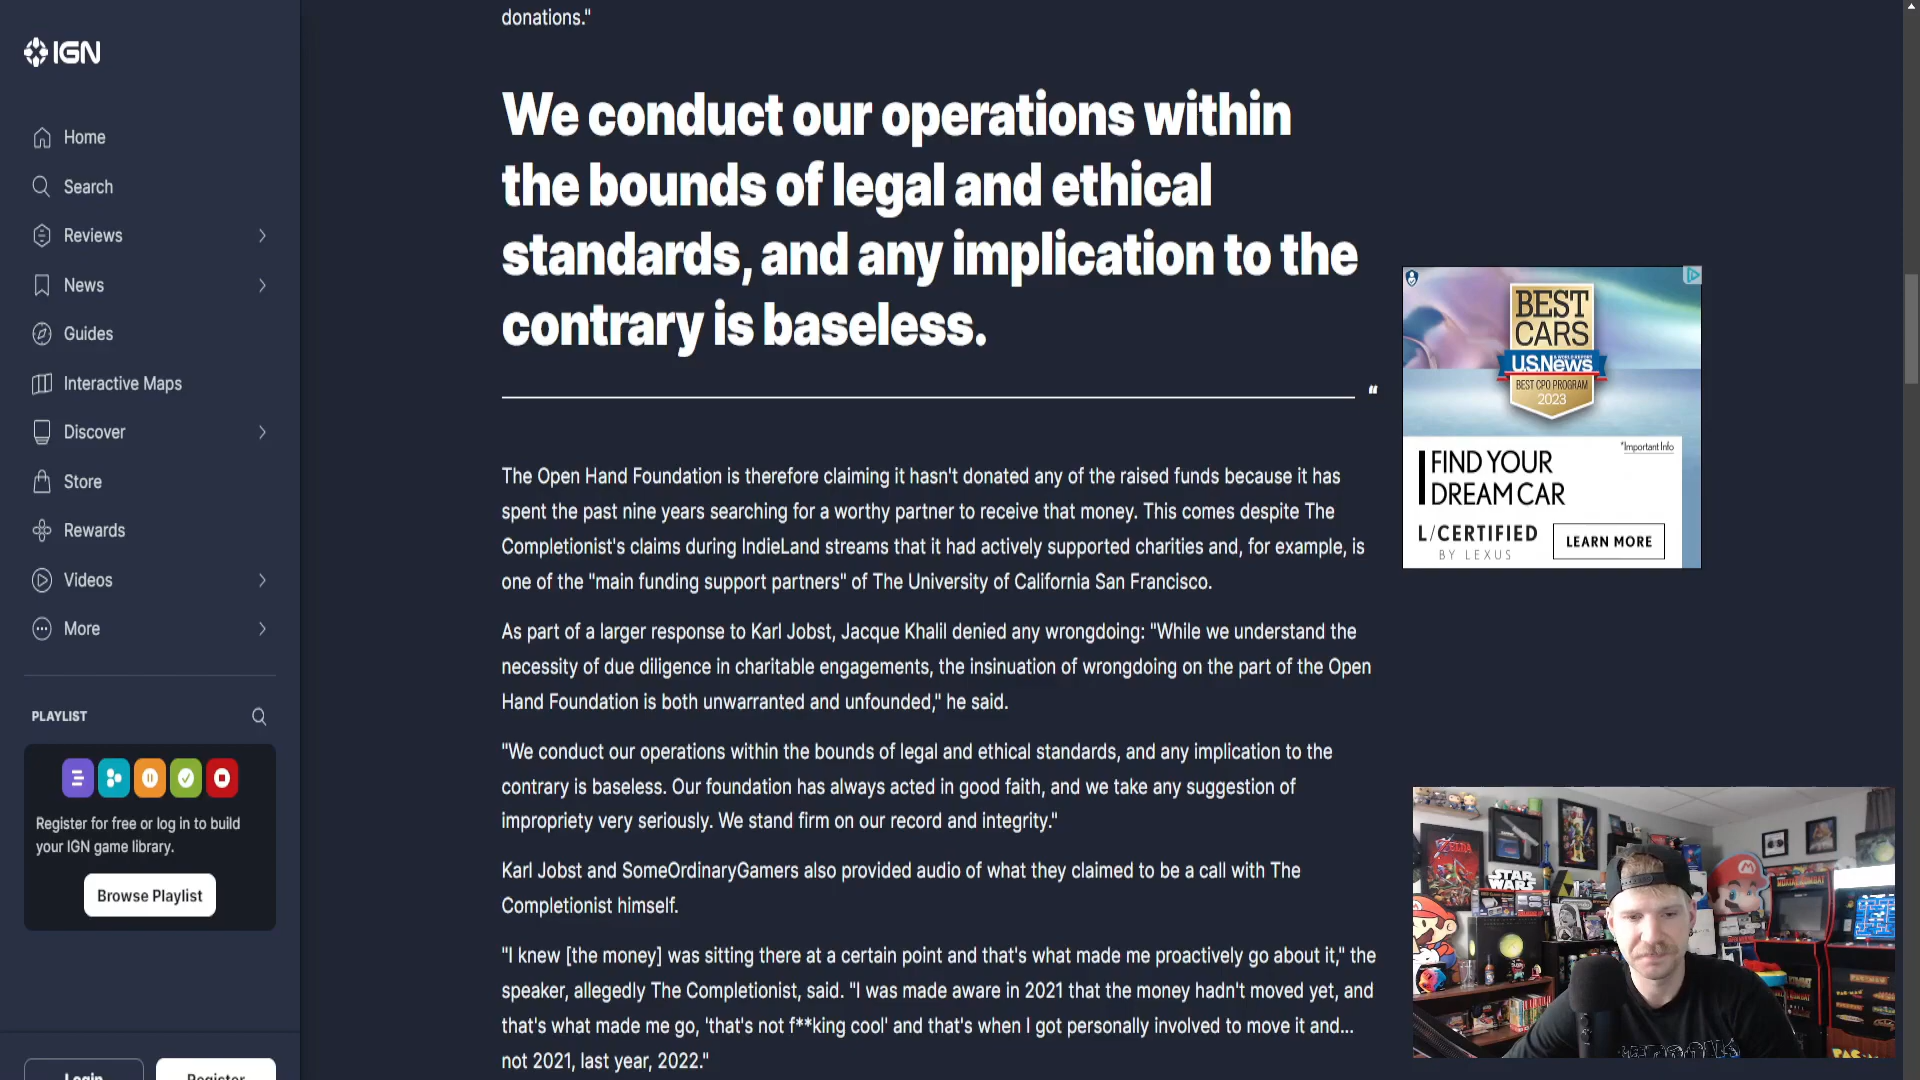 IGN
Home
Search
Reviews
News
Guides
Interactive Maps
Discover
Store
Rewards
Videos
More
PLAYLIST
Register for free or log in to build
your IGN game library.
Browse Playlist
Login
Register
donations."
We conduct our operations within
the bounds of legal and ethical
standards, and any implication to the
contrary is baseless.
“
The Open Hand Foundation is therefore claiming it hasn't donated any of the raised funds because it has
spent the past nine years searching for a worthy partner to receive that money. This comes despite The
Completionist's claims during IndieLand streams that it had actively supported charities and, for example, is
one of the "main funding support partners" of The University of California San Francisco.
As part of a larger response to Karl Jobst, Jacque Khalil denied any wrongdoing: "While we understand the
necessity of due diligence in charitable engagements, the insinuation of wrongdoing on the part of the Open
Hand Foundation is both unwarranted and unfounded," he said.
"We conduct our operations within the bounds of legal and ethical standards, and any implication to the
contrary is baseless. Our foundation has always acted in good faith, and we take any suggestion of
impropriety very seriously. We stand firm on our record and integrity."
Karl Jobst and SomeOrdinaryGamers also provided audio of what they claimed to be a call with The
Completionist himself.
"I knew [the money] was sitting there at a certain point and that's what made me proactively go about it," the
speaker, allegedly The Completionist, said. "I was made aware in 2021 that the money hadn't moved yet, and
that's what made me go, 'that's not f**king cool' and that's when I got personally involved to move it and...
not 2021, last year, 2022."
BEST
CARS
U.S.News
BEST CPO PROGRAM
2023
*Important Info
FIND YOUR
DREAM CAR
L/CERTIFIED
BY LEXUS
LEARN MORE
ZELDA
STAR
WARS
MORTAL KOMBAT
PAC-MAN